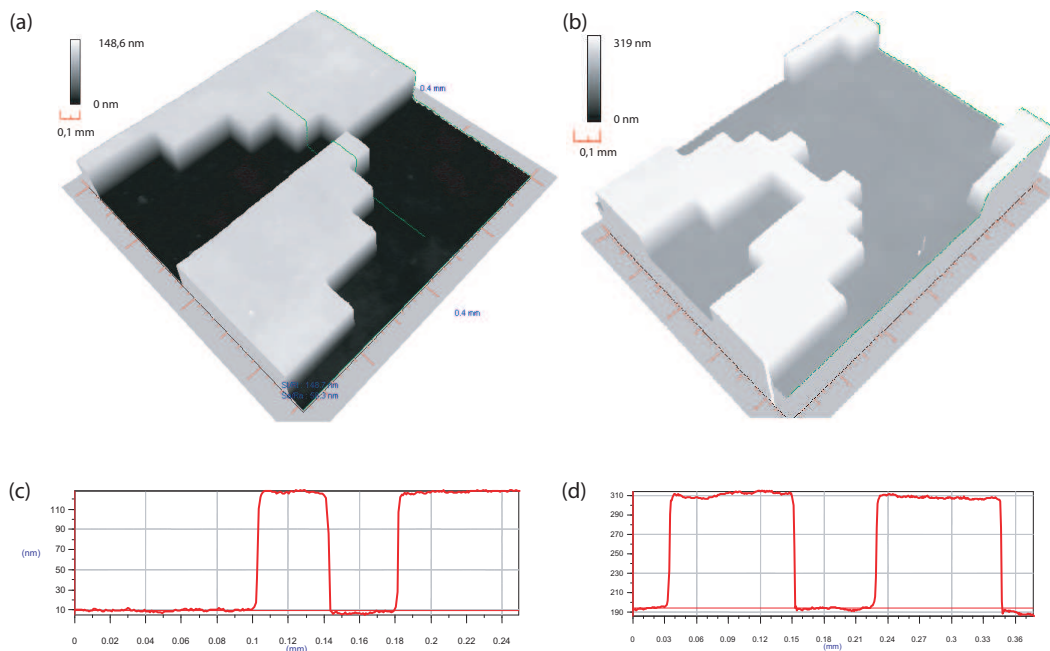 (a)
148,6 nm
0 nm
0,1 mm
0.4 mm
0.4 mm
(b)
319 nm
0 nm
0,1 mm
(c)
110
90
70
50
30
10
(nm)
0 0.02 0.04 0.06 0.08 0.1 0.12 0.14 0.16 0.18 0.2 0.22 0.24
(mm)
(d)
310
290
270
250
230
210
190
0 0.03 0.06 0.09 0.12 0.15 0.18 0.21 0.24 0.27 0.3 0.33 0.36
(mm)